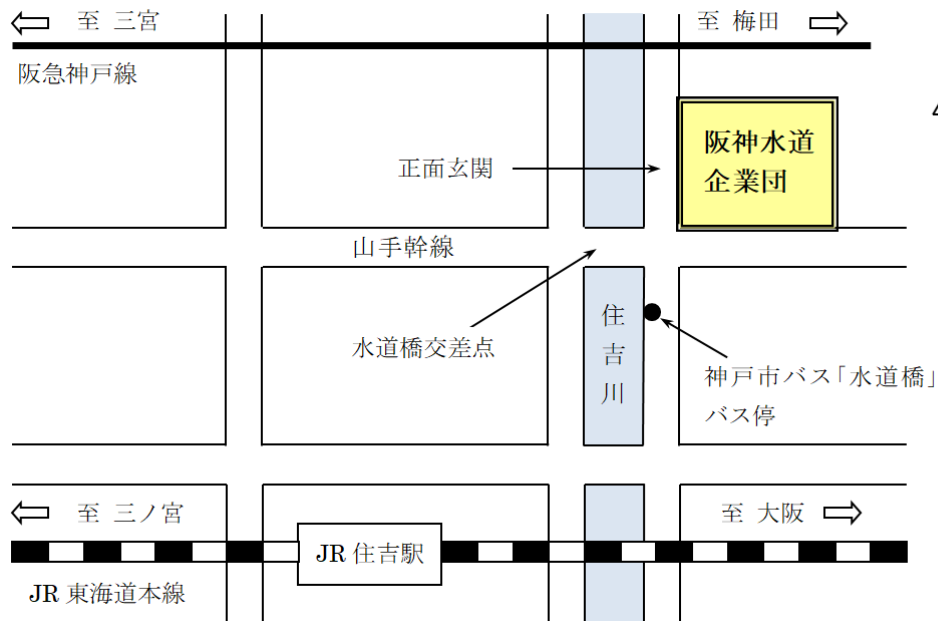 至 三宮
至 梅田
阪急神戸線
阪神水道
企業団
正面玄関
山手幹線
水道橋交差点
住吉川
神戸市バス「水道橋」
バス停
至 三ノ宮
至 大阪
JR 住吉駅
JR 東海道本線